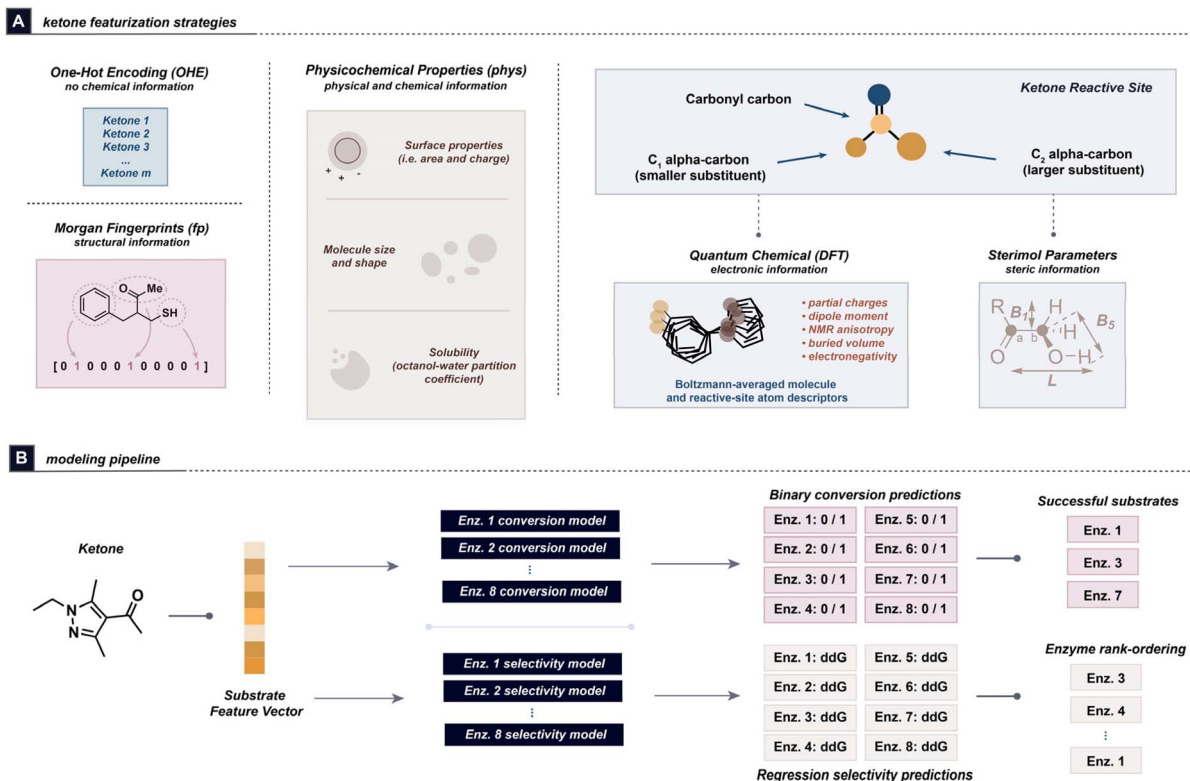 A ketone featurization strategies
One-Hot Encoding (OHE)
no chemical information
Ketone 1
Ketone 2
Ketone 3
...
Ketone m
Morgan Fingerprints (fp)
structural information
O
Me
SH
[ 0 1 0 0 0 1 0 0 0 0 1 ]
Physicochemical Properties (phys)
physical and chemical information
+ + -
Surface properties
(i.e. area and charge)
Molecule size
and shape
Solubility
(octanol-water partition
coefficient)
Ketone Reactive Site
Carbonyl carbon
C1 alpha-carbon
(smaller substituent)
C2 alpha-carbon
(larger substituent)
Quantum Chemical (DFT)
electronic information
• partial charges
• dipole moment
• NMR anisotropy
• buried volume
• electronegativity
Boltzmann-averaged molecule
and reactive-site atom descriptors
Sterimol Parameters
steric information
R B1 H
H B5
a b
O O-H
L
B modeling pipeline
Ketone
N
N
O
Substrate
Feature Vector
Enz. 1 conversion model
Enz. 2 conversion model
⋮
Enz. 8 conversion model
Enz. 1 selectivity model
Enz. 2 selectivity model
⋮
Enz. 8 selectivity model
Binary conversion predictions
Enz. 1: 0 / 1 Enz. 5: 0 / 1
Enz. 2: 0 / 1 Enz. 6: 0 / 1
Enz. 3: 0 / 1 Enz. 7: 0 / 1
Enz. 4: 0 / 1 Enz. 8: 0 / 1
Enz. 1: ddG Enz. 5: ddG
Enz. 2: ddG Enz. 6: ddG
Enz. 3: ddG Enz. 7: ddG
Enz. 4: ddG Enz. 8: ddG
Regression selectivity predictions
Successful substrates
Enz. 1
Enz. 3
Enz. 7
Enzyme rank-ordering
Enz. 3
Enz. 4
⋮
Enz. 1